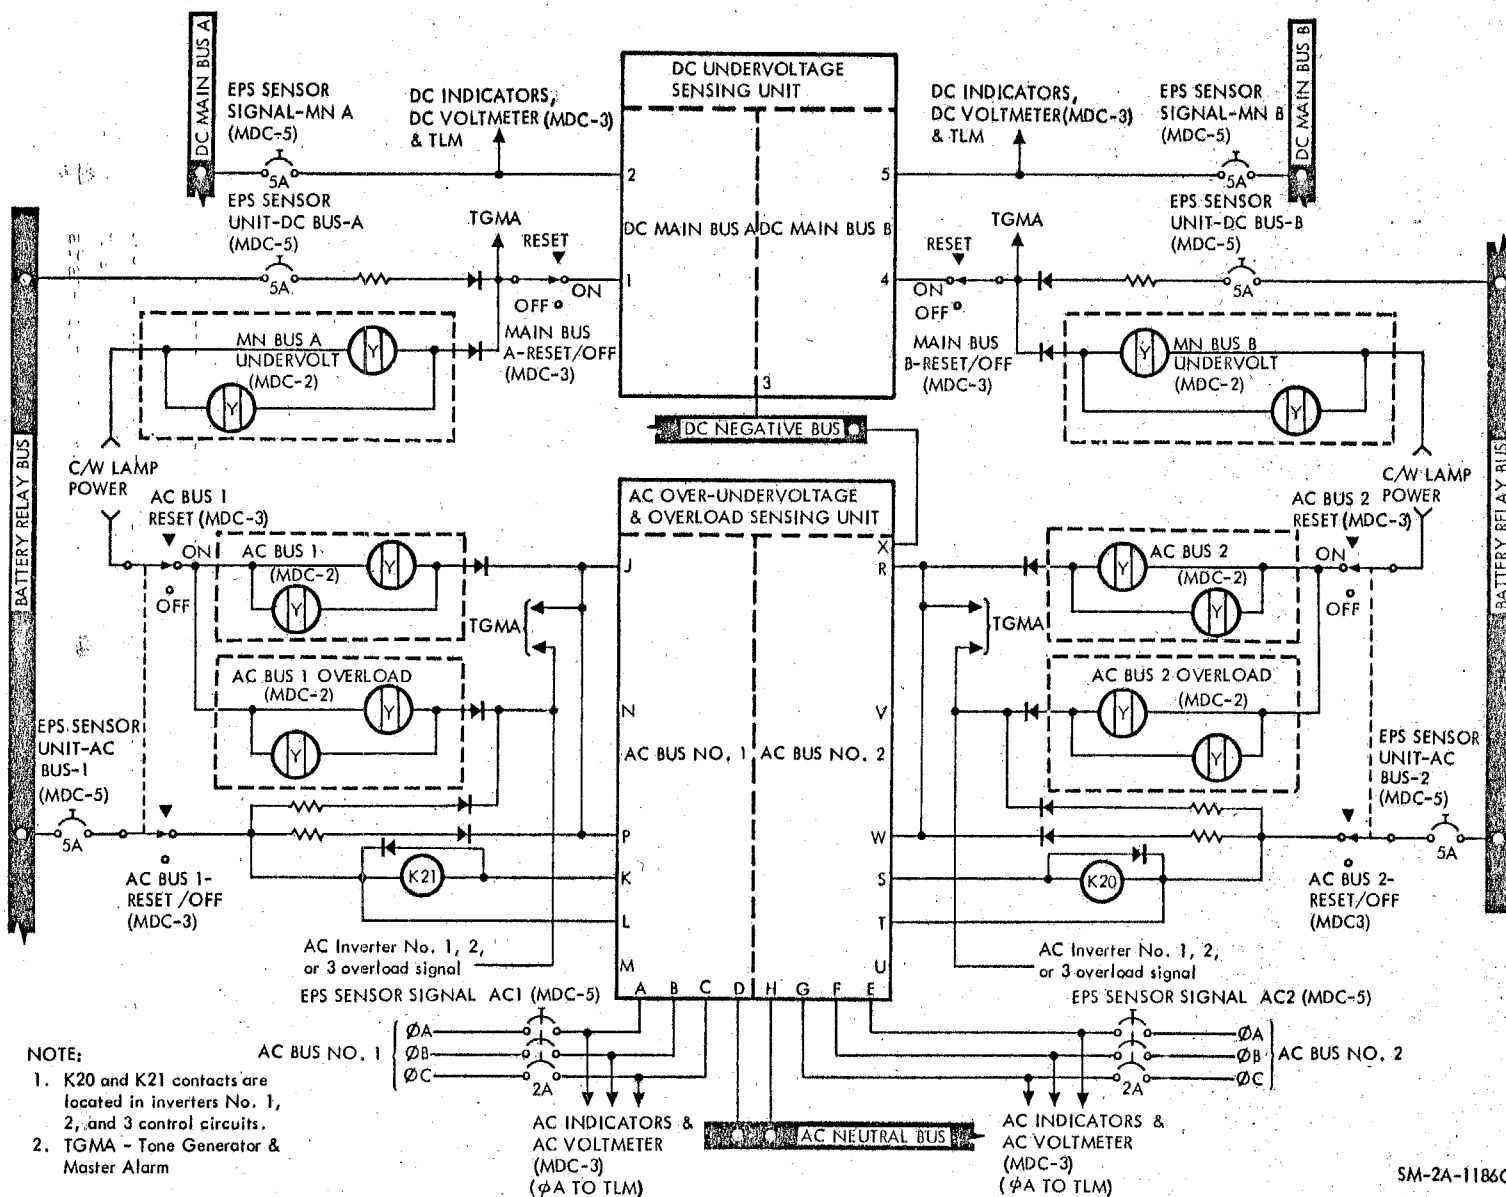 DC MAIN BUS A
EPS SENSOR
SIGNAL-MN A
(MDC-5)
5A
DC INDICATORS,
DC VOLTMETER (MDC-3)
& TLM
DC UNDERVOLTAGE
SENSING UNIT
DC INDICATORS,
DC VOLTMETER(MDC-3)
& TLM
EPS SENSOR
SIGNAL-MN B
(MDC-5)
5A
DC MAIN BUS B
2
5
EPS SENSOR
UNIT-DC BUS-A
(MDC-5)
5A
TGMA
RESET
ON
OFF
1
DC MAIN BUS A
DC MAIN BUS B
4
TGMA
RESET
ON
OFF
EPS SENSOR
UNIT-DC BUS-B
(MDC-5)
5A
MN BUS A
UNDERVOLT
(MDC-2)
Y
Y
MAIN BUS
A-RESET/OFF
(MDC-3)
3
MAIN BUS
B-RESET/OFF
(MDC-3)
MN BUS B
UNDERVOLT
(MDC-2)
Y
Y
DC NEGATIVE BUS
BATTERY RELAY BUS
BATTERY RELAY BUS
C/W LAMP
POWER
C/W LAMP
POWER
AC BUS 1
RESET (MDC-3)
ON
OFF
AC BUS 1
(MDC-2)
Y
Y
AC OVER-UNDERVOLTAGE
& OVERLOAD SENSING UNIT
X
J
R
AC BUS 2
(MDC-2)
Y
Y
AC BUS 2
RESET (MDC-3)
ON
OFF
TGMA
TGMA
AC BUS 1 OVERLOAD
(MDC-2)
Y
Y
N
V
AC BUS NO. 1
AC BUS NO. 2
AC BUS 2 OVERLOAD
(MDC-2)
Y
Y
EPS SENSOR
UNIT-AC
BUS-1
(MDC-5)
5A
EPS SENSOR
UNIT-AC
BUS-2
(MDC-5)
5A
P
W
AC BUS 1-
RESET/OFF
(MDC-3)
K21
K
S
K20
AC BUS 2-
RESET/OFF
(MDC3)
L
T
AC Inverter No. 1, 2,
or 3 overload signal
M
U
AC Inverter No. 1, 2,
or 3 overload signal
A B C D H G F E
EPS SENSOR SIGNAL AC1 (MDC-5)
EPS SENSOR SIGNAL AC2 (MDC-5)
AC BUS NO. 1
ØA
ØB
ØC
2A
AC INDICATORS &
AC VOLTMETER
(MDC-3)
(ØA TO TLM)
AC NEUTRAL BUS
AC INDICATORS &
AC VOLTMETER
(MDC-3)
(ØA TO TLM)
2A
ØA
ØB
ØC
AC BUS NO. 2
NOTE:
1. K20 and K21 contacts are
located in inverters No. 1,
2, and 3 control circuits.
2. TGMA - Tone Generator &
Master Alarm
SM-2A-1186C